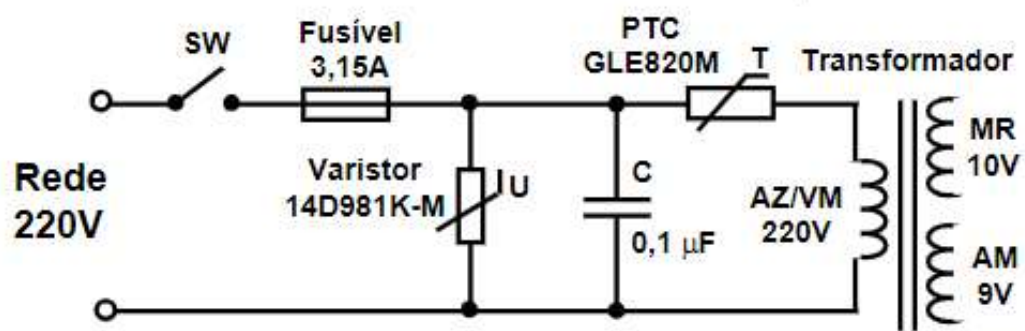 SW
Fusível
3,15A
PTC
GLE820M
T
Transformador
Rede
220V
Varistor
14D981K-M
U
C
0,1 µF
AZ/VM
220V
MR
10V
AM
9V